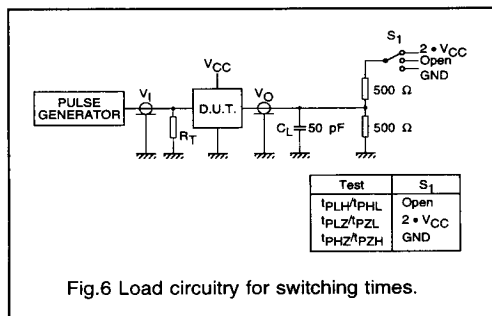 S1
2 • VCC
Open
GND
VCC
500 Ω
PULSE
GENERATOR
VI
D.U.T.
VO
RT
CL
50 pF
500 Ω
Test S1
tPLH/tPHL Open
tPLZ/tPZL 2 • VCC
tPHZ/tPZH GND
Fig.6 Load circuitry for switching times.